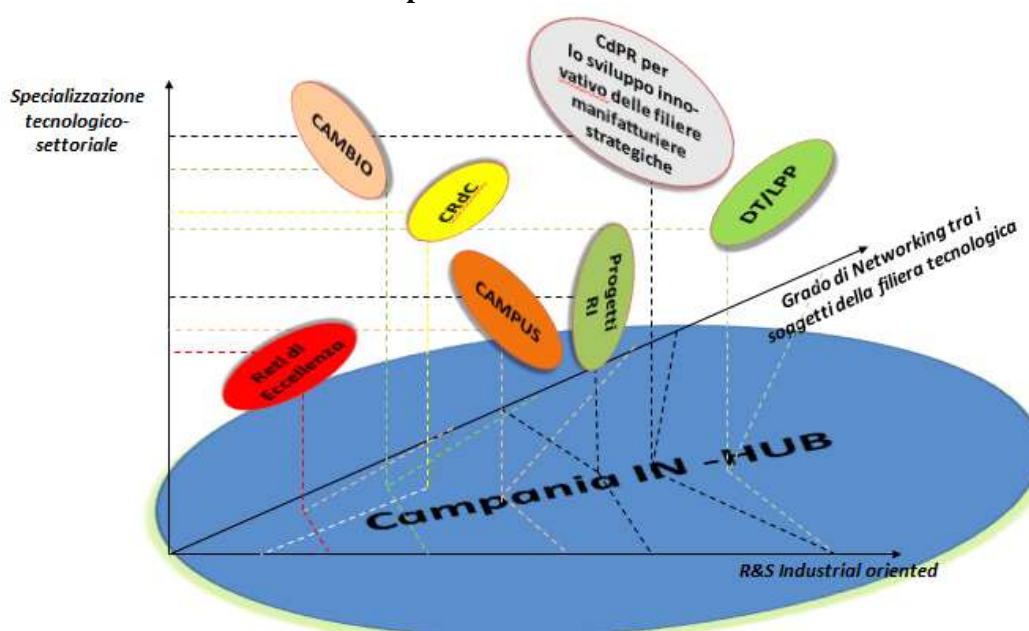 Specializzazione
tecnologico-
settoriale
CAMBIO
CRdC
CdPR per
lo sviluppo inno-
vativo delle filiere
manifatturiere
strategiche
DT/LPP
Reti di
Eccellenza
CAMPUS
Progetti
RI
Grado di Networking tra i
soggetti della filiera tecnologica
Campania IN -HUB
R&S Industrial oriented